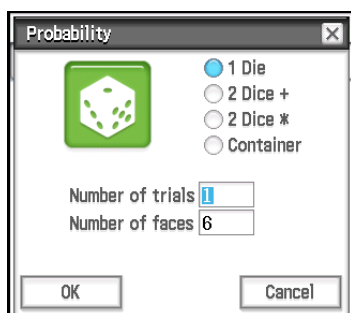 Probability
1 Die
2 Dice +
2 Dice *
Container
Number of trials 1
Number of faces 6
OK Cancel